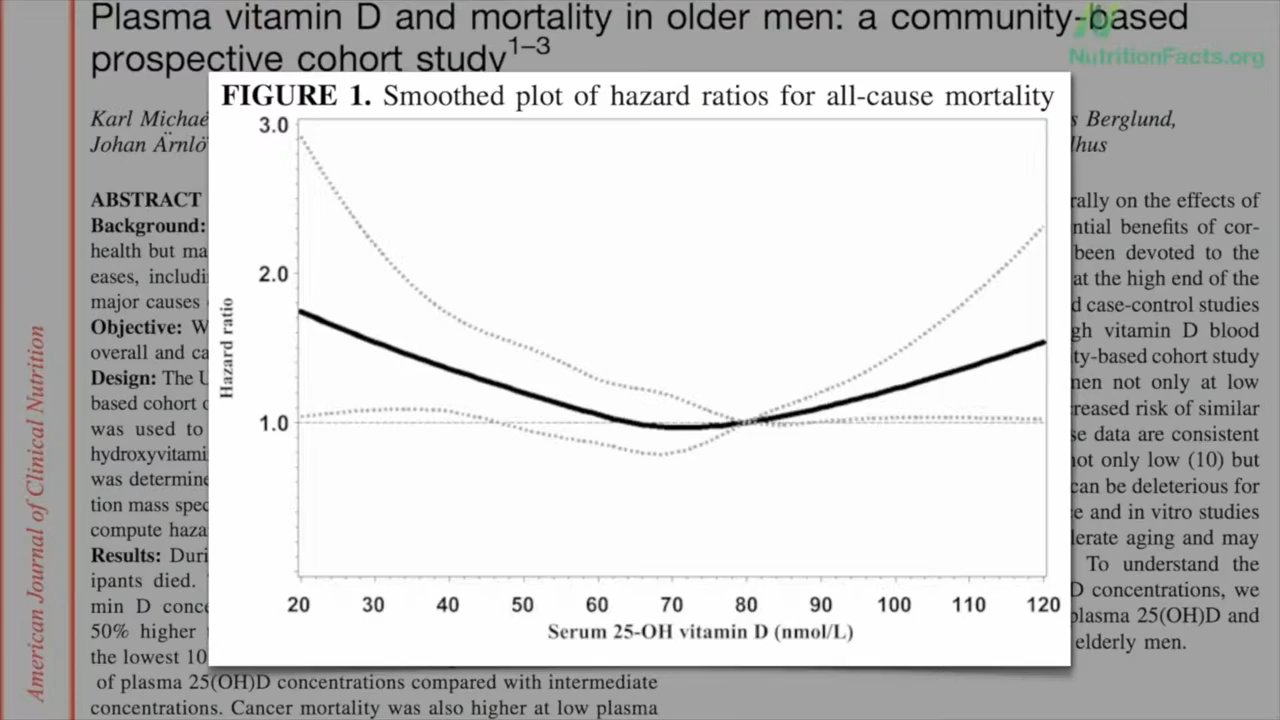 Plasma vitamin D and mortality in older men: a community-based
prospective cohort study1–3
NutritionFacts.org
FIGURE 1. Smoothed plot of hazard ratios for all-cause mortality
Karl
s Berglund,
Johan Ärnlö
lhus
American Journal of Clinical Nutrition
ABSTRACT
Background:
health but ma
eases, includi
major causes
Objective: W
overall and ca
Design: The U
based cohort
was used to
hydroxyvitami
was determine
tion mass spec
compute haza
Results: Duri
ipants died.
min D conce
50% higher
the lowest 10
of plasma 25(OH)D concentrations compared with intermediate
concentrations. Cancer mortality was also higher at low plasma
3.0
2.0
1.0
Hazard ratio
20 30 40 50 60 70 80 90 100 110 120
Serum 25-OH vitamin D (nmol/L)
rally on the effects of
ntial benefits of cor-
been devoted to the
at the high end of the
d case-control studies
gh vitamin D blood
ity-based cohort study
men not only at low
creased risk of similar
se data are consistent
not only low (10) but
can be deleterious for
e and in vitro studies
lerate aging and may
To understand the
D concentrations, we
plasma 25(OH)D and
elderly men.